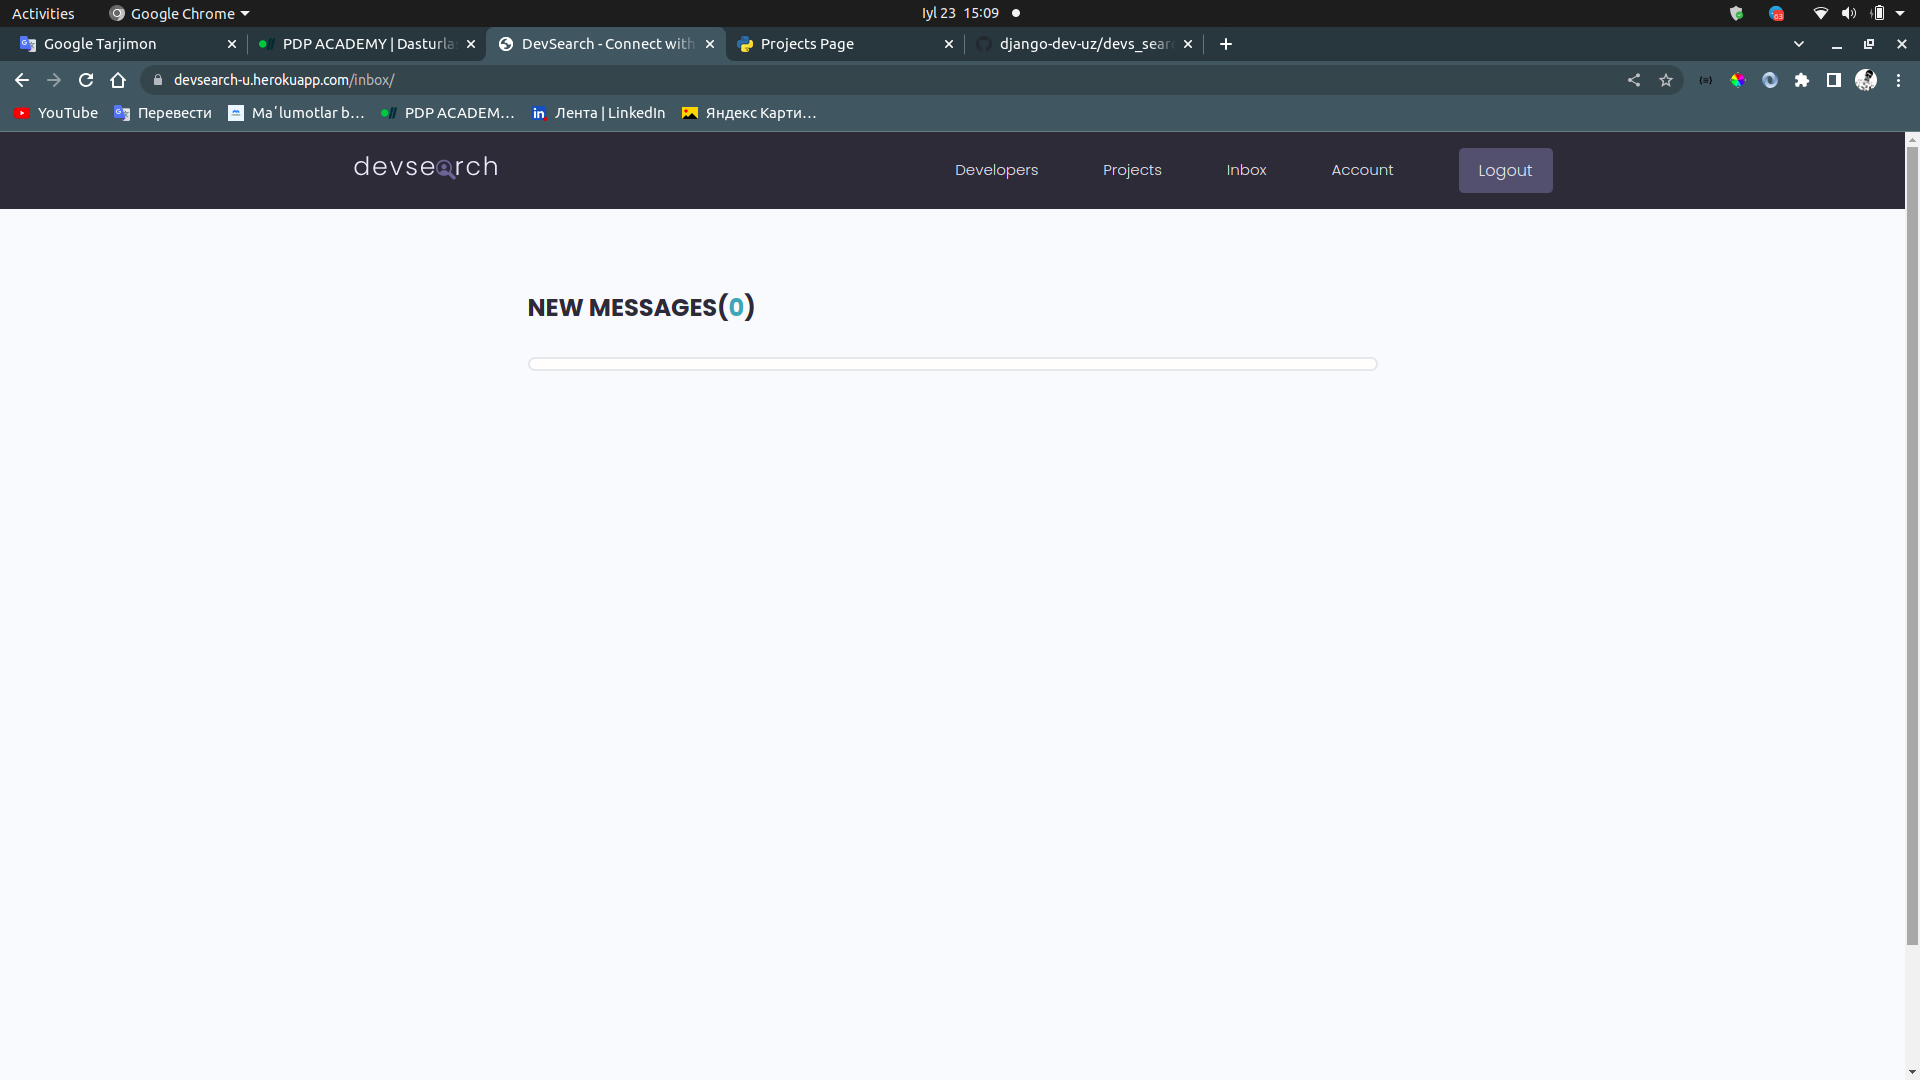 Activities Google Chrome Iyl 23 15:09
Google Tarjimon PDP ACADEMY | Dasturla DevSearch - Connect with Projects Page django-dev-uz/devs_sear
devsearch-u.herokuapp.com/inbox/
YouTube Перевести Maʼlumotlar b... PDP ACADEM... Лента | LinkedIn Яндекс Карти...
devsearch Developers Projects Inbox Account Logout
NEW MESSAGES(0)